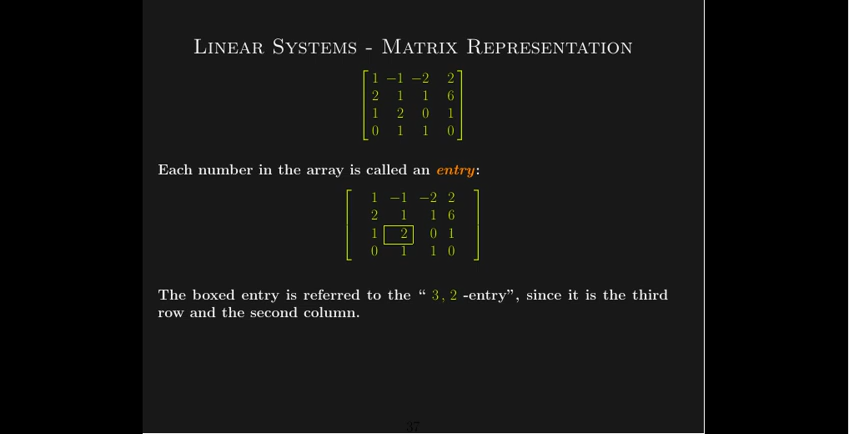 Linear Systems - Matrix Representation
1 −1 −2 2
2 1 1 6
1 2 0 1
0 1 1 0
Each number in the array is called an entry:
1 −1 −2 2
2 1 1 6
1 2 0 1
0 1 1 0
The boxed entry is referred to the “ 3, 2 -entry”, since it is the third
row and the second column.
37